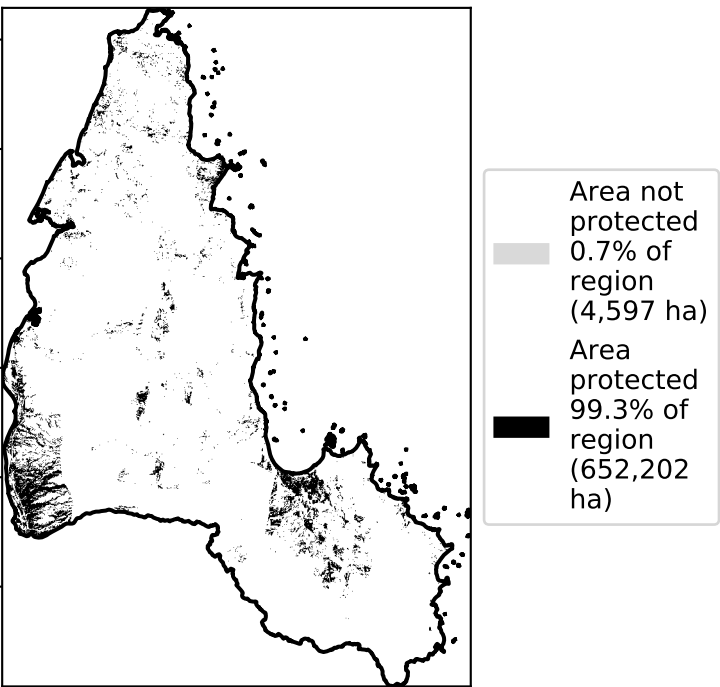 Area not
protected
0.7% of
region
(4,597 ha)
Area
protected
99.3% of
region
(652,202
ha)